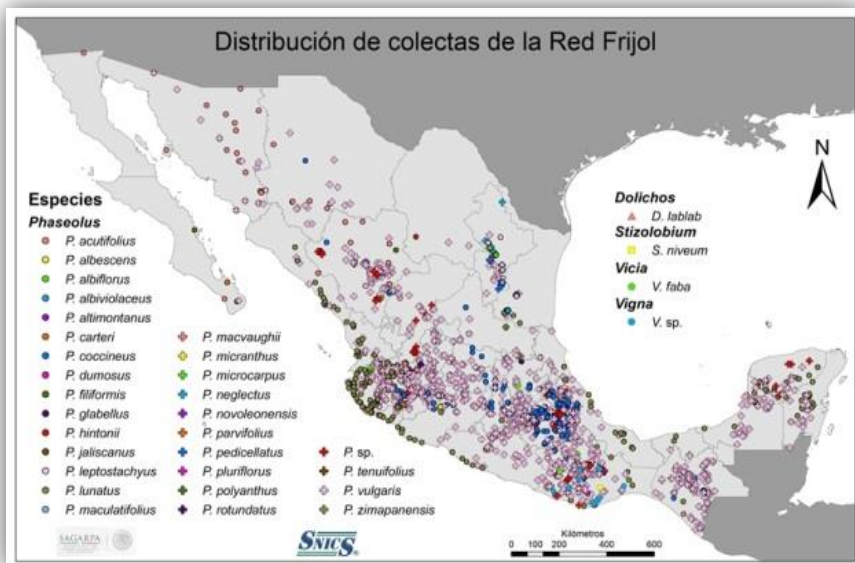 Distribución de colectas de la Red Frijol
N
Especies
Phaseolus
P. acutifolius
P. albescens
P. albiflorus
P. albiviolaceus
P. altimontanus
P. carteri
P. coccineus
P. dumosus
P. filiformis
P. glabellus
P. hintonii
P. jaliscanus
P. leptostachyus
P. lunatus
P. maculatifolius
P. macvaughii
P. micranthus
P. microcarpus
P. neglectus
P. novoleonensis
P. parvifolius
P. pedicellatus
P. pluriflorus
P. polyanthus
P. rotundatus
P. sp.
P. tenuifolius
P. vulgaris
P. zimapanensis
Dolichos
D. lablab
Stizolobium
S. niveum
Vicia
V. faba
Vigna
V. sp.
SAGARPA
SNICS
Kilómetros
0 100 200 400 600